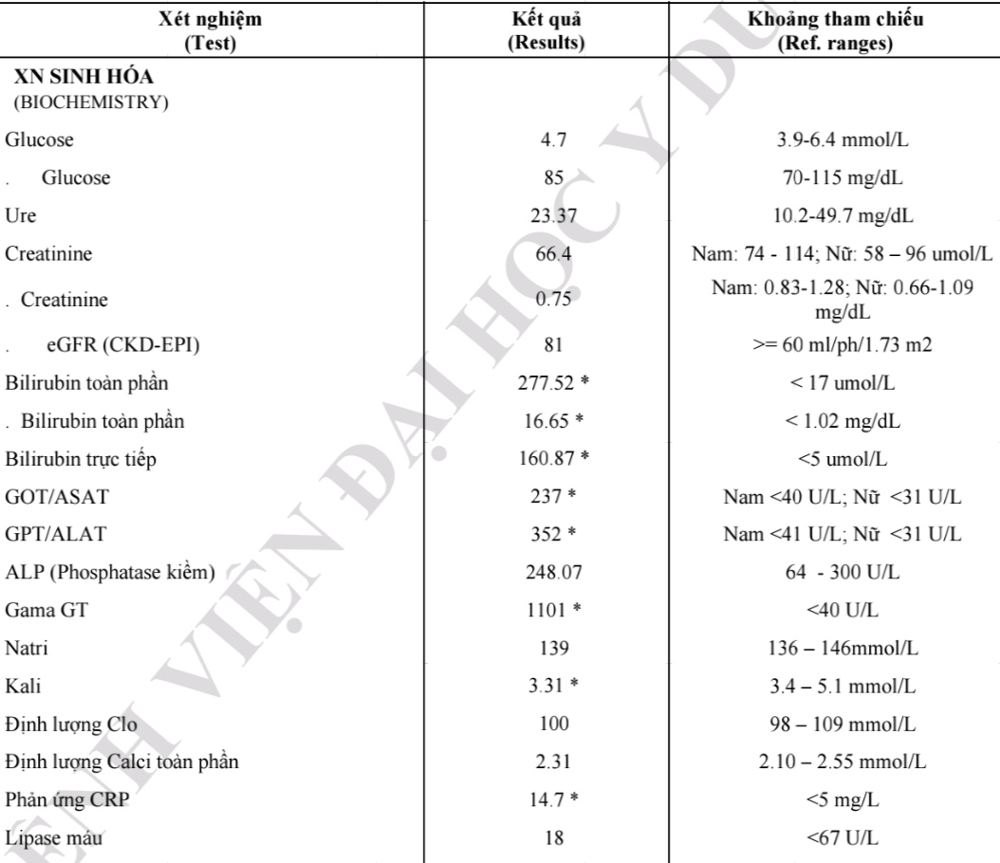 Xét nghiệm Kết quả Khoảng tham chiếu
(Test) (Results) (Ref. ranges)
XN SINH HÓA
(BIOCHEMISTRY)
Glucose 4.7 3.9-6.4 mmol/L
. Glucose 85 70-115 mg/dL
Ure 23.37 10.2-49.7 mg/dL
Creatinine 66.4 Nam: 74 - 114; Nữ: 58 – 96 umol/L
. Creatinine 0.75 Nam: 0.83-1.28; Nữ: 0.66-1.09
mg/dL
. eGFR (CKD-EPI) 81 >= 60 ml/ph/1.73 m2
Bilirubin toàn phần 277.52 * < 17 umol/L
. Bilirubin toàn phần 16.65 * < 1.02 mg/dL
Bilirubin trực tiếp 160.87 * <5 umol/L
GOT/ASAT 237 * Nam <40 U/L; Nữ <31 U/L
GPT/ALAT 352 * Nam <41 U/L; Nữ <31 U/L
ALP (Phosphatase kiềm) 248.07 64 - 300 U/L
Gama GT 1101 * <40 U/L
Natri 139 136 – 146mmol/L
Kali 3.31 * 3.4 – 5.1 mmol/L
Định lượng Clo 100 98 – 109 mmol/L
Định lượng Calci toàn phần 2.31 2.10 – 2.55 mmol/L
Phản ứng CRP 14.7 * <5 mg/L
Lipase máu 18 <67 U/L
VIỆN ĐẠI HỌC Y